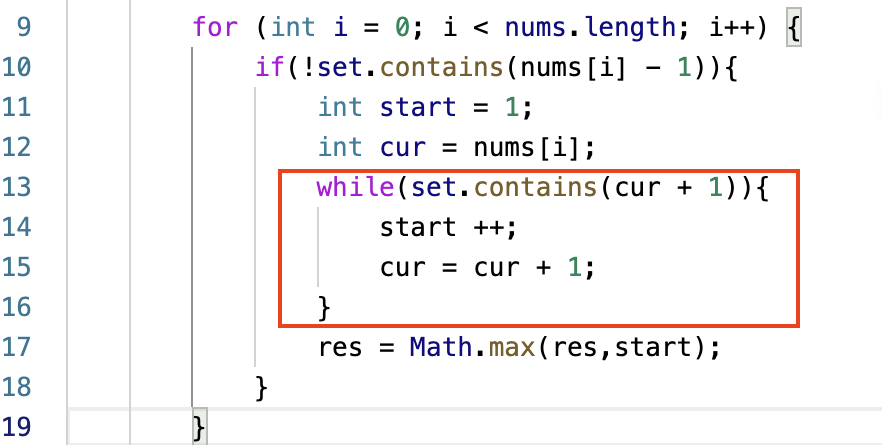 9 for (int i = 0; i < nums.length; i++) {
10 if(!set.contains(nums[i] - 1)){
11 int start = 1;
12 int cur = nums[i];
13 while(set.contains(cur + 1)){
14 start ++;
15 cur = cur + 1;
16 }
17 res = Math.max(res,start);
18 }
19 }